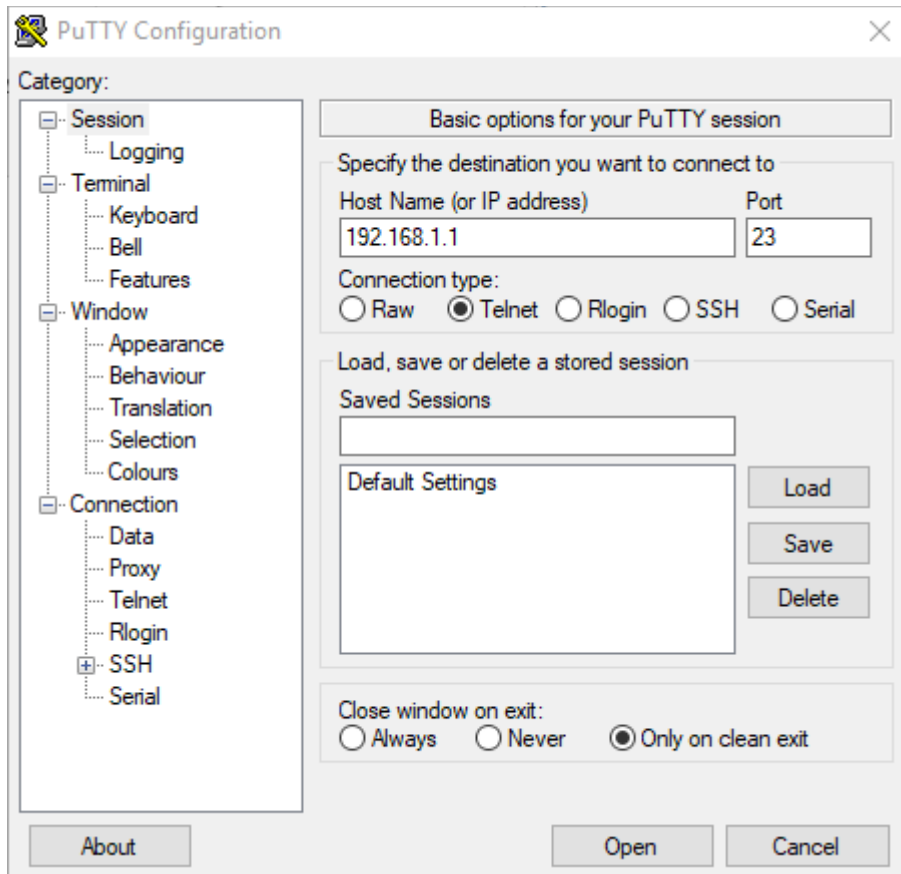 PuTTY Configuration
Category:
Session
Logging
Terminal
Keyboard
Bell
Features
Window
Appearance
Behaviour
Translation
Selection
Colours
Connection
Data
Proxy
Telnet
Rlogin
SSH
Serial
Basic options for your PuTTY session
Specify the destination you want to connect to
Host Name (or IP address) Port
192.168.1.1 23
Connection type:
Raw Telnet Rlogin SSH Serial
Load, save or delete a stored session
Saved Sessions
Default Settings
Load
Save
Delete
Close window on exit:
Always Never Only on clean exit
About Open Cancel